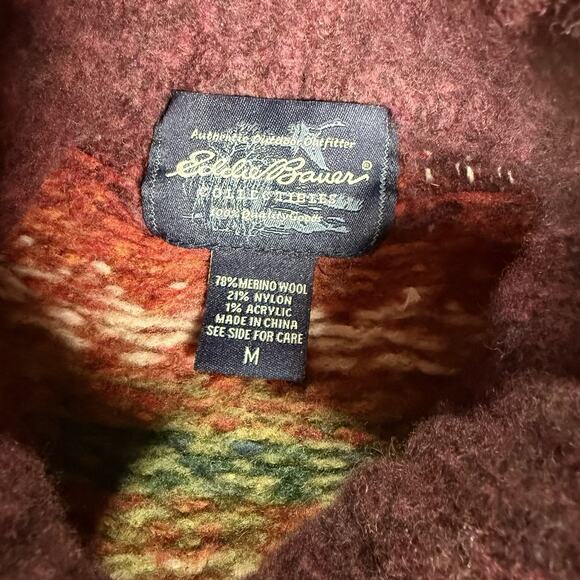 Authentic Outdoor Outfitter
Eddie Bauer®
COLLECTIBLES
100% Quality Goods
78% MERINO WOOL
21% NYLON
1% ACRYLIC
MADE IN CHINA
SEE SIDE FOR CARE
M